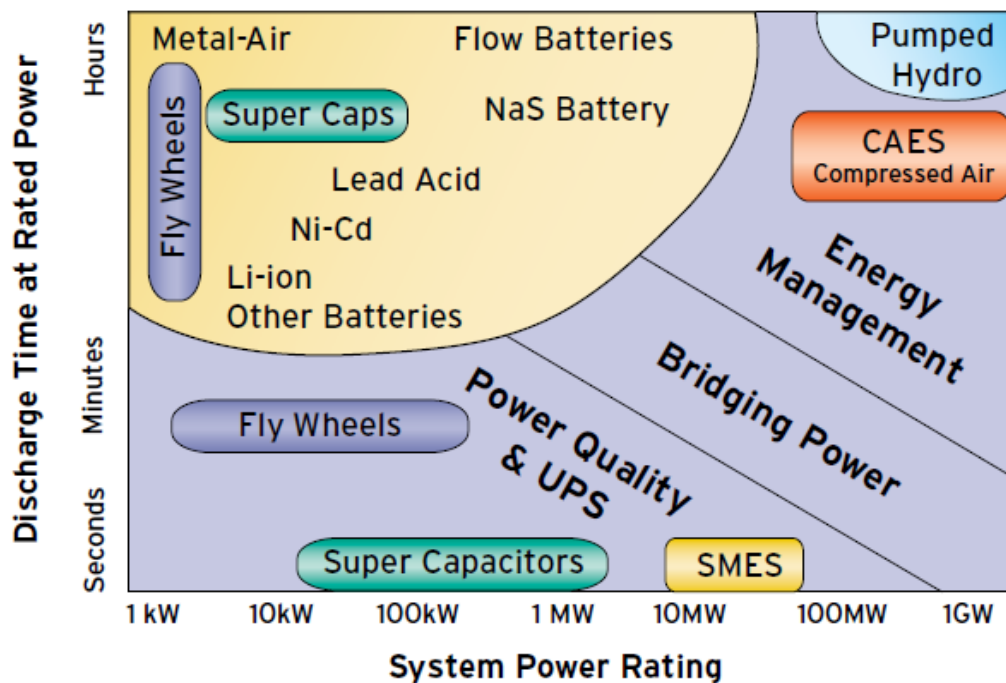 Discharge Time at Rated Power
Hours
Minutes
Seconds
Metal-Air
Flow Batteries
Pumped
Hydro
Fly Wheels
Super Caps
NaS Battery
CAES
Compressed Air
Lead Acid
Ni-Cd
Li-ion
Other Batteries
Energy
Management
Bridging Power
Power Quality
& UPS
Fly Wheels
Super Capacitors
SMES
1 kW
10kW
100kW
1 MW
10MW
100MW
1GW
System Power Rating